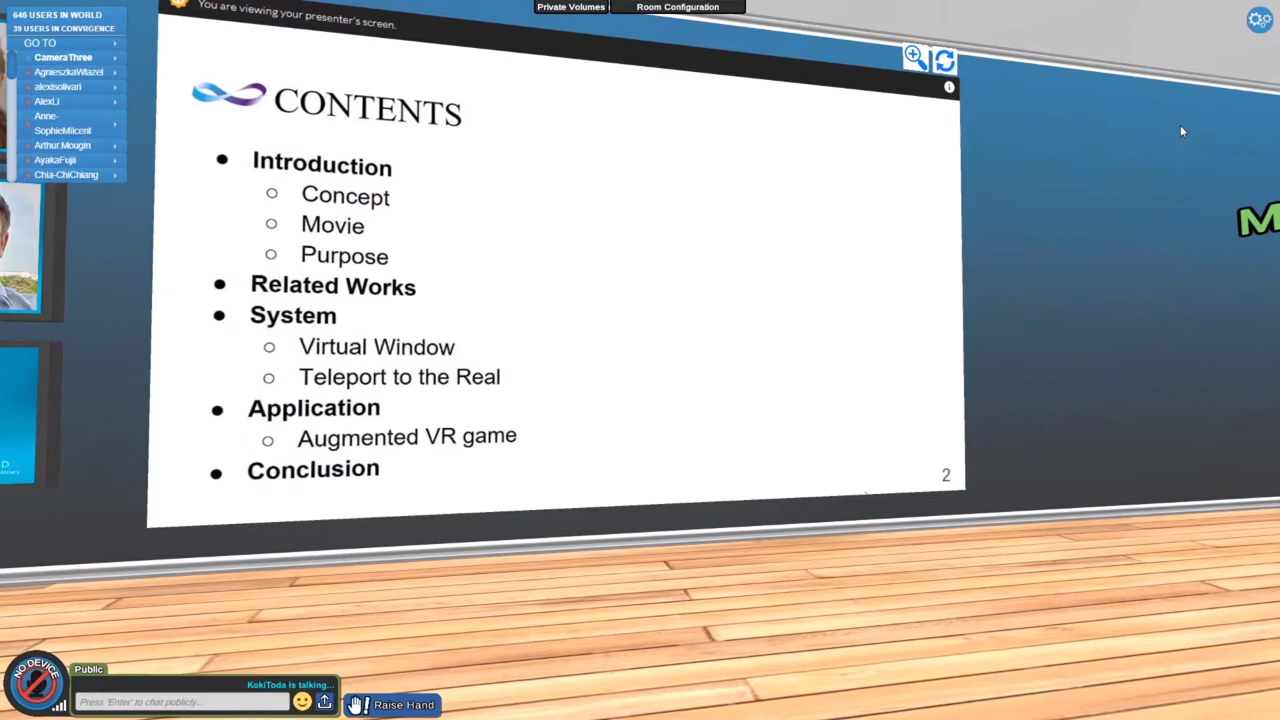 646 USERS IN WORLD
39 USERS IN CONVRGENCE
GO TO
CameraThree
AgnieszkaWlazel
alexisolivari
AlexLi
Anne-
SophieMilcent
Arthur.Mougin
AyakaFujii
Chia-ChiChiang
Private Volumes
Room Configuration
You are viewing your presenter's screen.
CONTENTS
• Introduction
○ Concept
○ Movie
○ Purpose
• Related Works
• System
○ Virtual Window
○ Teleport to the Real
• Application
○ Augmented VR game
• Conclusion
2
NO DEVICE
Public
KokiToda is talking...
Press 'Enter' to chat publicly...
Raise Hand